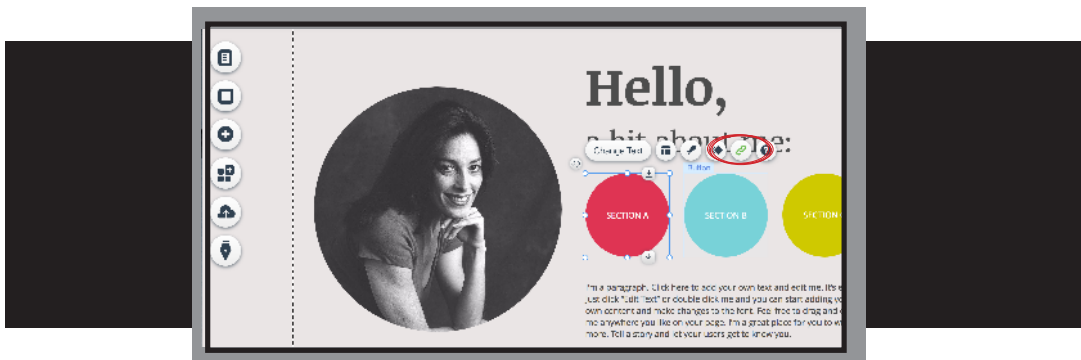 Hello,
a bit about me:
Change Text
Button
SECTION A
SECTION B
SECTION
I'm a paragraph. Click here to add your own text and edit me. It's e
just click "Edit Text" or double click me and you can start adding yo
own content and make changes to the font. Feel free to drag and d
me anywhere you like on your page. I'm a great place for you to w
more. Tell a story and let your users get to know you.